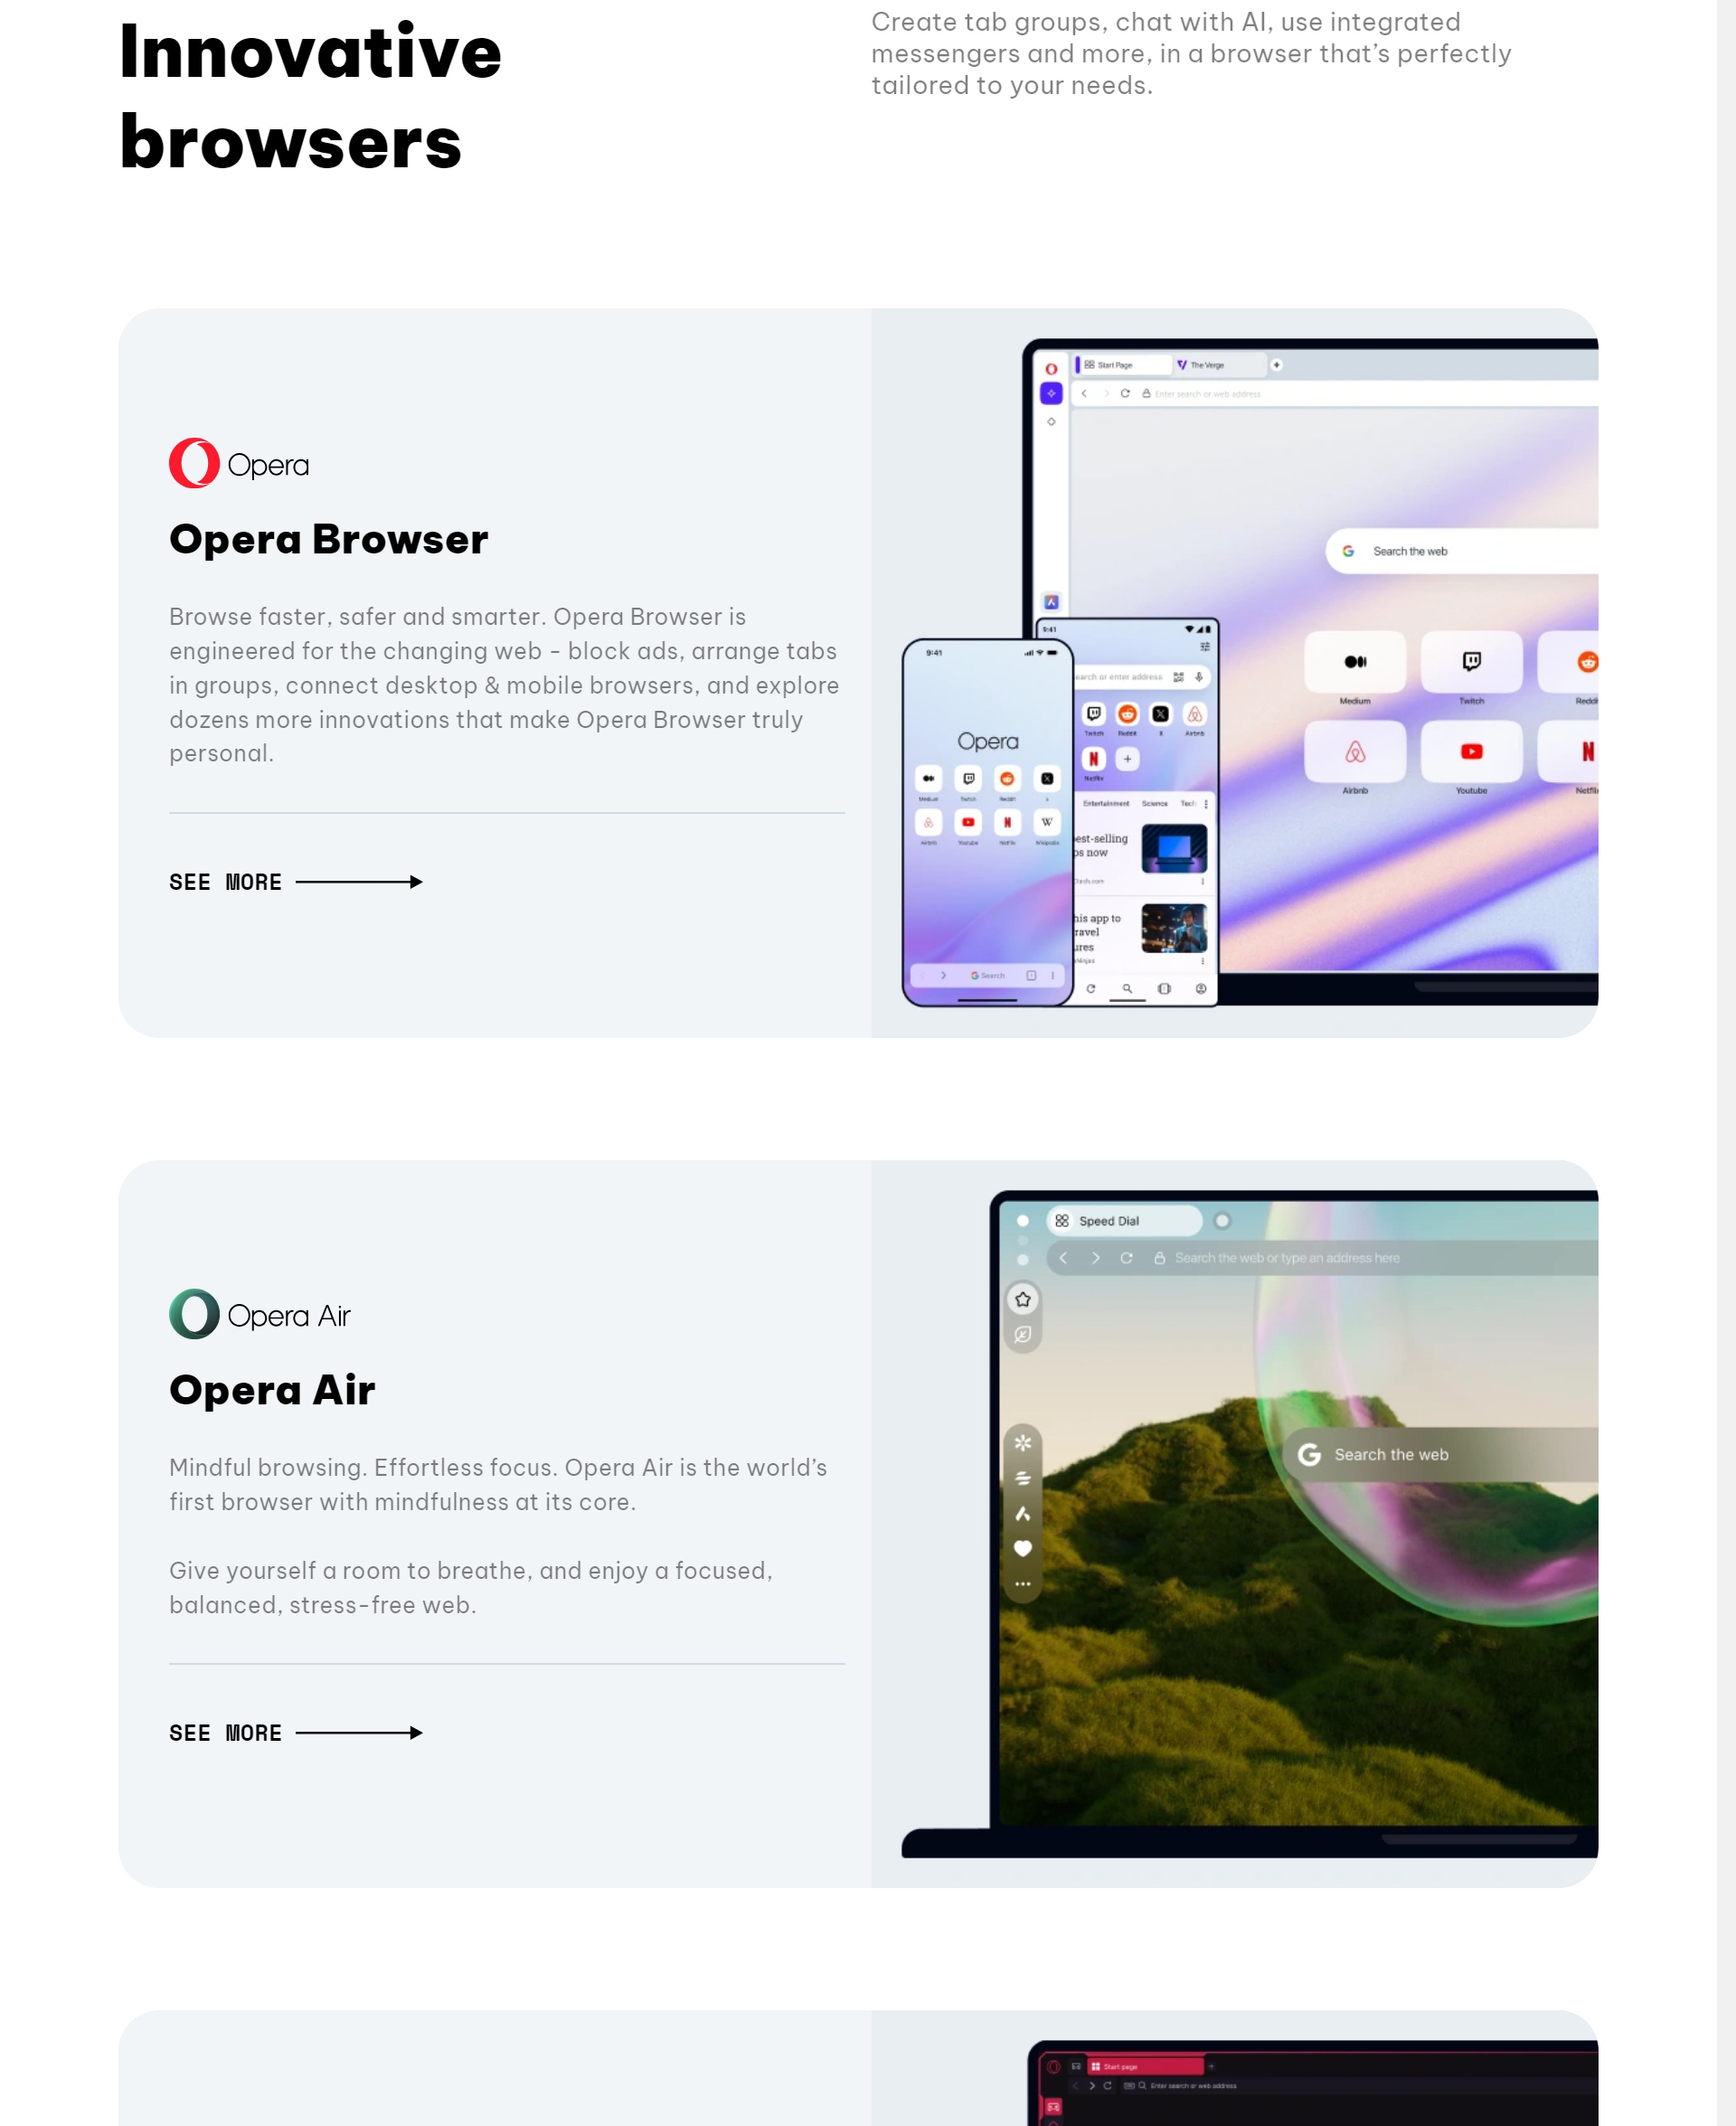 Innovative
browsers
Create tab groups, chat with AI, use integrated
messengers and more, in a browser that’s perfectly
tailored to your needs.
Opera
Opera Browser
Browse faster, safer and smarter. Opera Browser is
engineered for the changing web - block ads, arrange tabs
in groups, connect desktop & mobile browsers, and explore
dozens more innovations that make Opera Browser truly
personal.
SEE MORE
Start Page
The Verge
Enter search or web address
Search the web
Medium
Twitch
Airbnb
Youtube
9:41
earch or enter address
Twitch Reddit X Airbnb
Netflix
Entertainment Science Tech
est-selling
ps now
his app to
ravel
ures
9:41
Opera
Medium Twitch Reddit X
Airbnb Youtube Netflix Wikipedia
Search
Opera Air
Opera Air
Mindful browsing. Effortless focus. Opera Air is the world’s
first browser with mindfulness at its core.
Give yourself a room to breathe, and enjoy a focused,
balanced, stress-free web.
SEE MORE
Speed Dial
Search the web or type an address here
Search the web
Start page
Enter search or web address